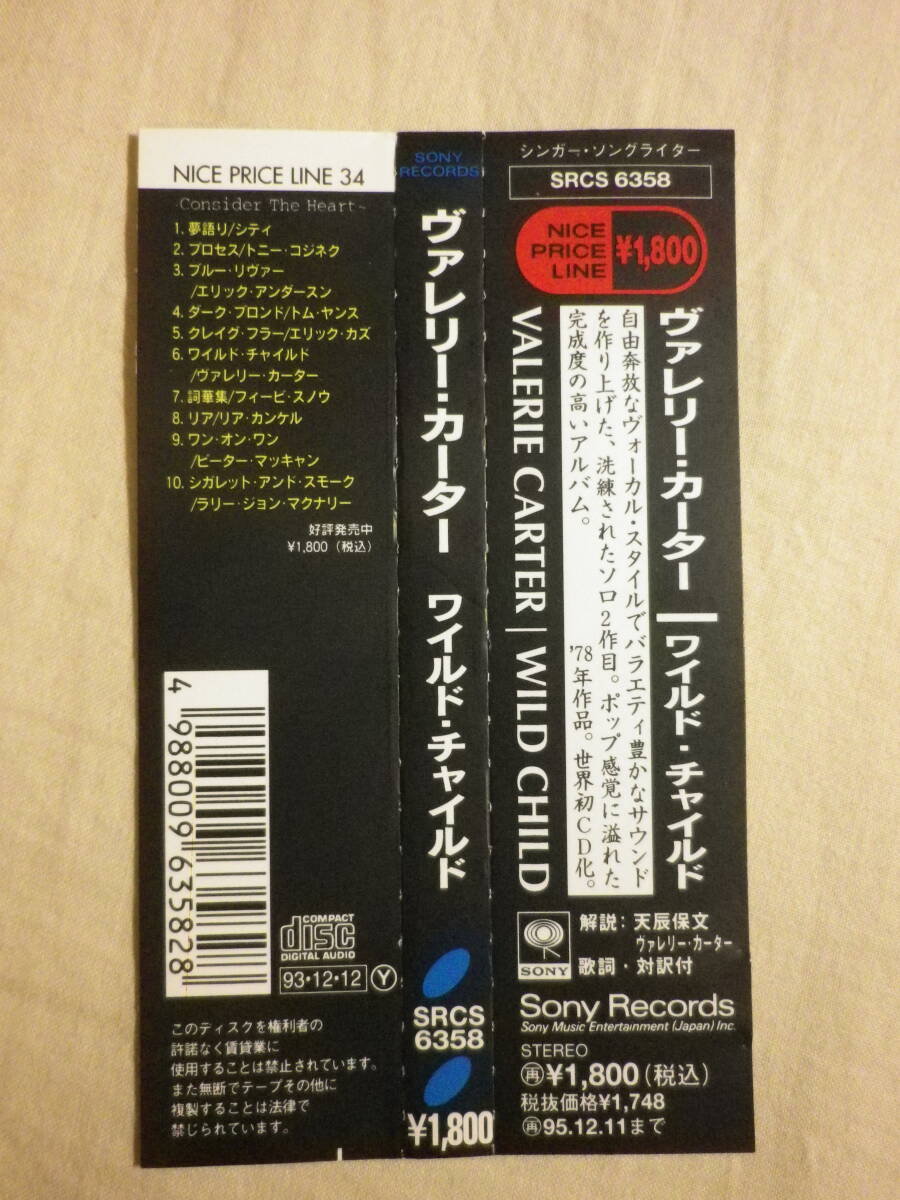 NICE PRICE LINE 34
-Consider The Heart-
1. 夢語り/シティ
2. プロセス/トニー・コジネク
3. ブルー・リヴァー
/エリック・アンダースン
4. ダーク・ブロンド/トム・ヤンス
5. クレイグ・フラー/エリック・カズ
6. ワイルド・チャイルド
/ヴァレリー・カーター
7. 詞華集/フィービ・スノウ
8. リア/リア・カンケル
9. ワン・オン・ワン
/ピーター・マッキャン
10. シガレット・アンド・スモーク
/ラリー・ジョン・マクナリー
好評発売中
¥1,800（税込）
4 988009 635828
COMPACT
disc
DIGITAL AUDIO
93・12・12 Y
このディスクを権利者の
許諾なく賃貸業に
使用することは禁止されています。
また無断でテープその他に
複製することは法律で
禁じられています。
SONY
RECORDS
ヴァレリー・カーター ワイルド・チャイルド
SRCS
6358
¥1,800
シンガー・ソングライター
SRCS 6358
NICE
PRICE
LINE
¥1,800
ヴァレリー・カーター｜ワイルド・チャイルド
自由奔放なヴォーカル・スタイルでバラエティ豊かなサウンド
を作り上げた、洗練されたソロ2作目。ポップ感覚に溢れた
完成度の高いアルバム。 '78年作品。世界初CD化。
VALERIE CARTER | WILD CHILD
SONY
解説：天辰保文
ヴァレリー・カーター
歌詞・対訳付
Sony Records
Sony Music Entertainment (Japan) Inc.
STEREO
再¥1,800（税込）
税抜価格¥1,748
再95.12.11まで